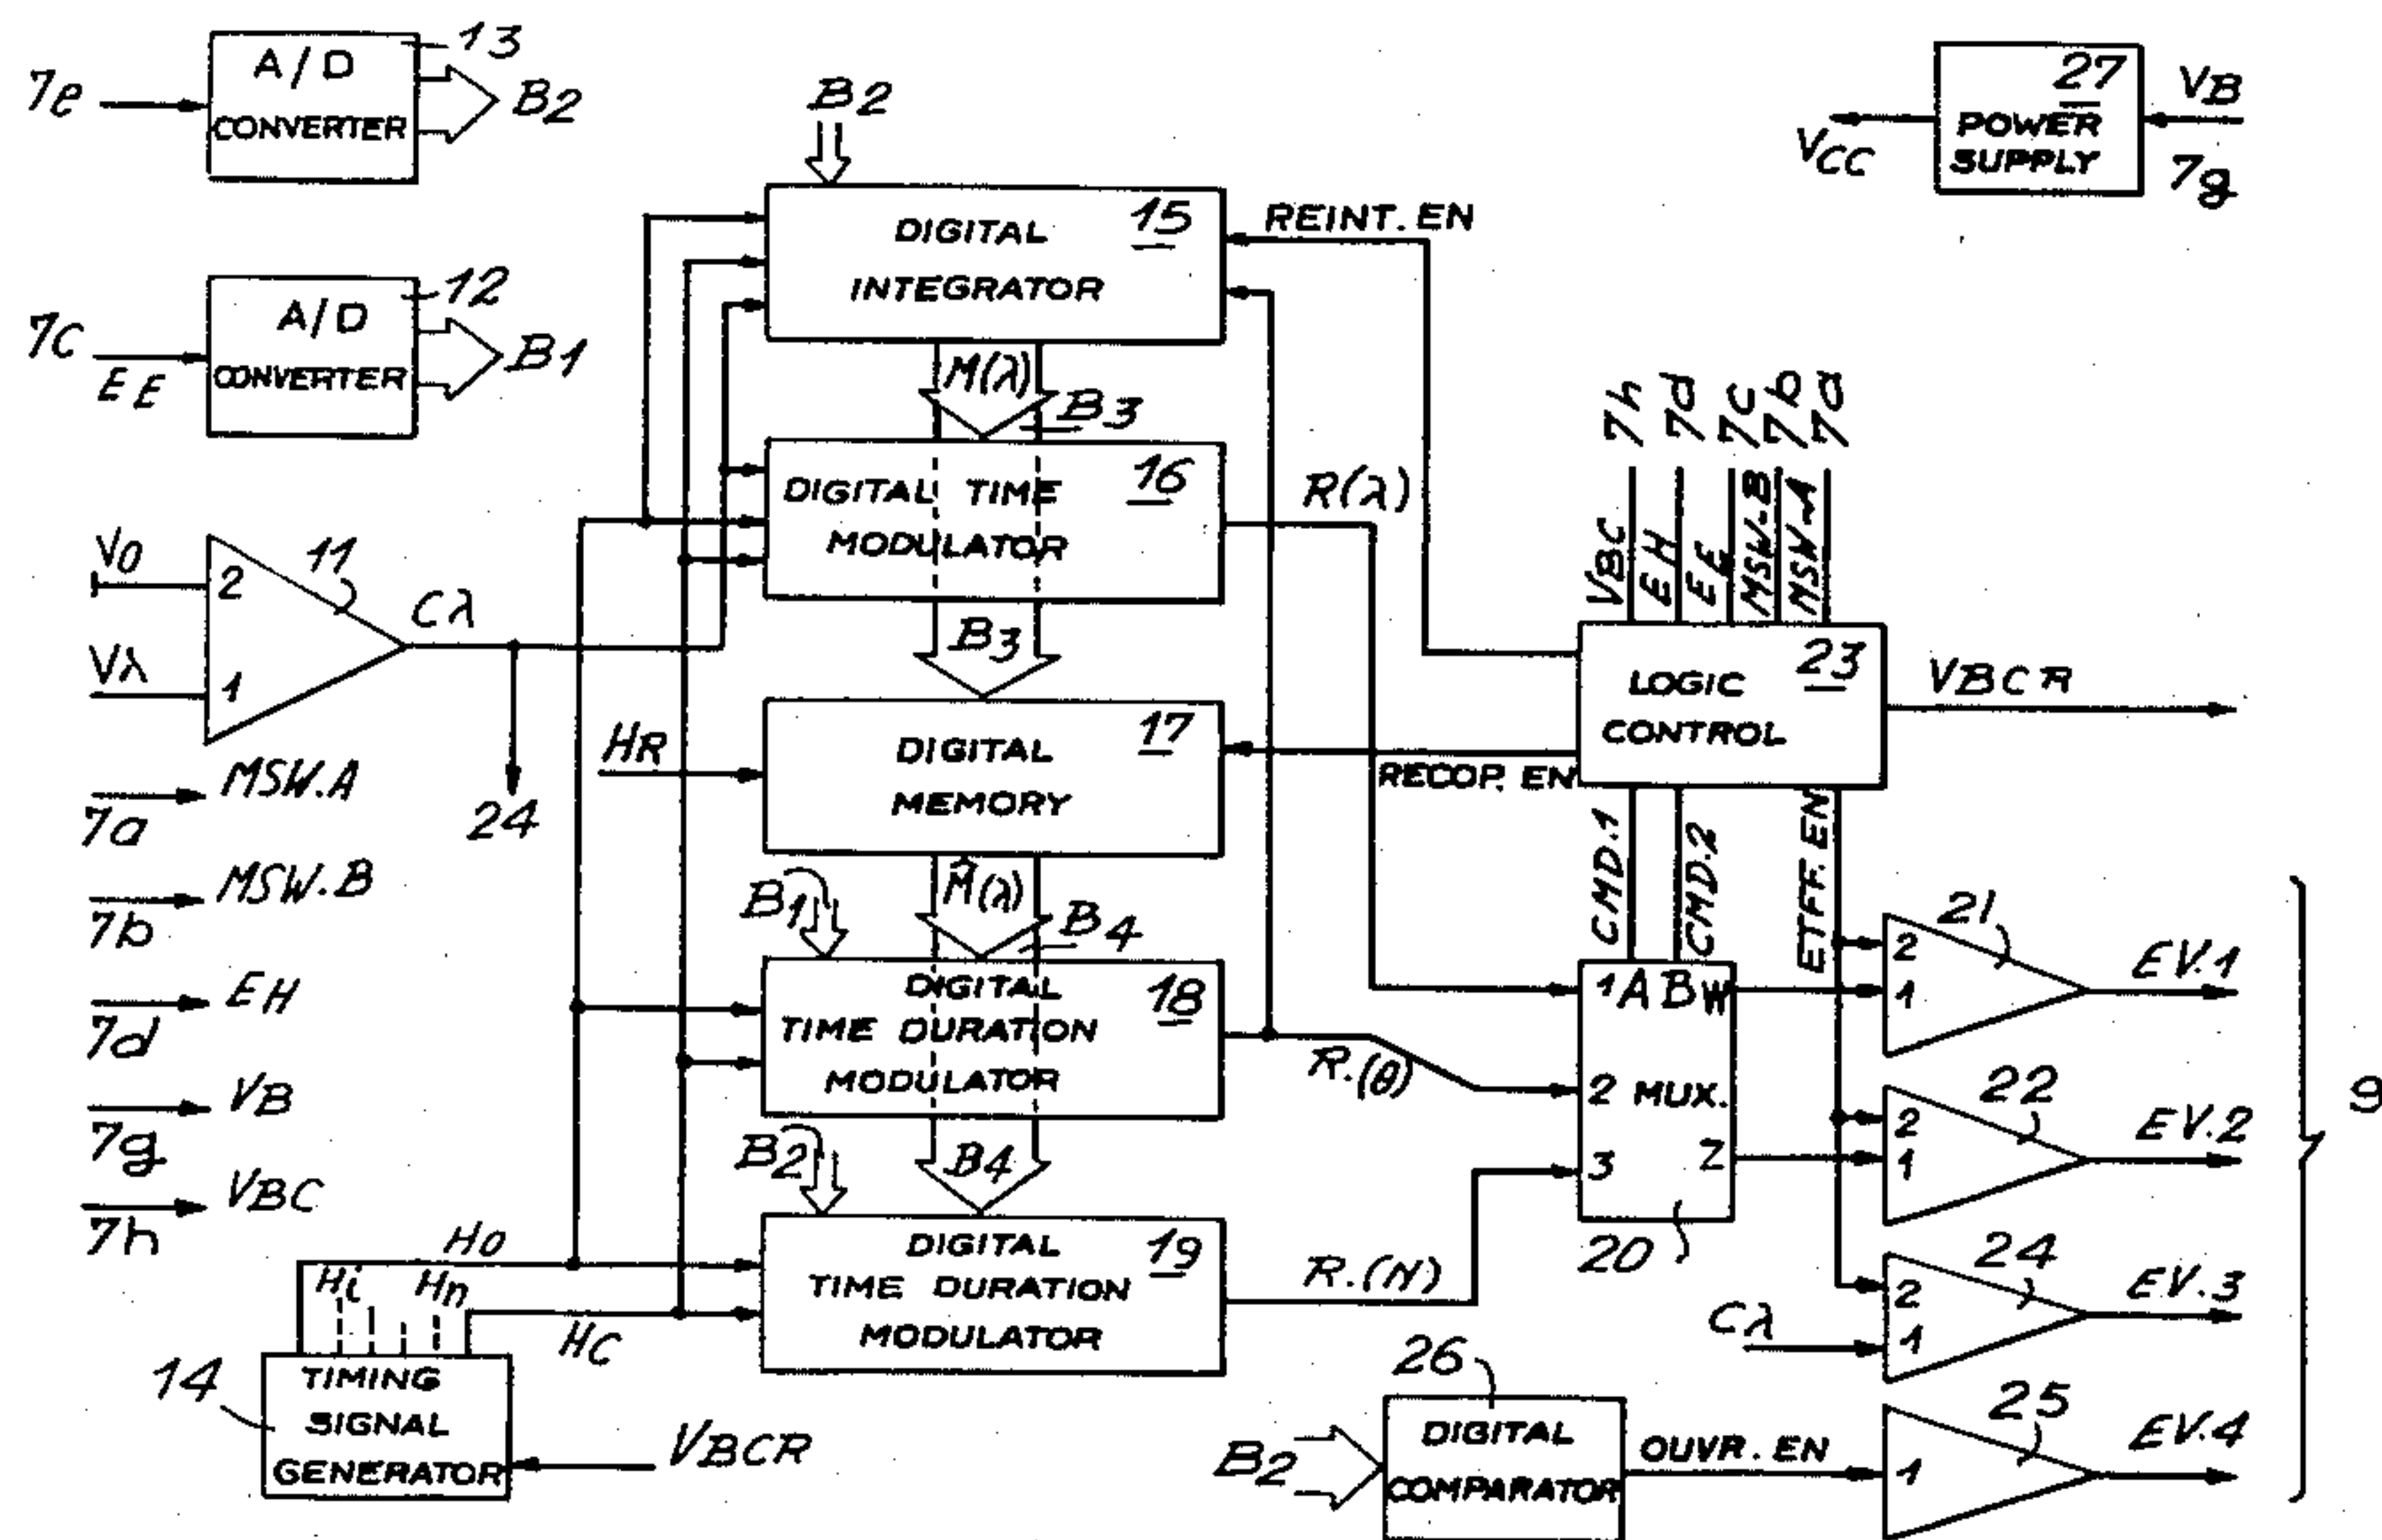 7e
A/D
CONVERTER
13
B2
7c
EE
A/D
CONVERTER
12
B1
V0
2
11
Cλ
Vλ
1
24
7a
MSW.A
7b
MSW.B
7d
EH
7g
VB
7h
VBC
H0
Hi
Hn
HC
14
TIMING
SIGNAL
GENERATOR
VBCR
B2
DIGITAL
INTEGRATOR
15
REINT. EN
M(λ)
B3
DIGITAL TIME
MODULATOR
16
R(λ)
B3
HR
DIGITAL
MEMORY
17
RECOP. EN
B1
M(λ)
B4
DIGITAL
TIME DURATION
MODULATOR
18
R.(θ)
B2
B4
DIGITAL
TIME DURATION
MODULATOR
19
R.(N)
VCC
27
POWER
SUPPLY
VB
7g
7h
7d
7c
7b
7a
VBC
EH
EE
MSW.B
MSW.A
LOGIC
CONTROL
23
VBCR
CMD.1
CMD.2
ETFF. EN
1 A B W
2 MUX.
3 Z
20
2
1
21
EV.1
2
1
22
EV.2
Cλ
2
1
24
EV.3
B2
26
DIGITAL
COMPARATOR
OUVR. EN
1
25
EV.4
9